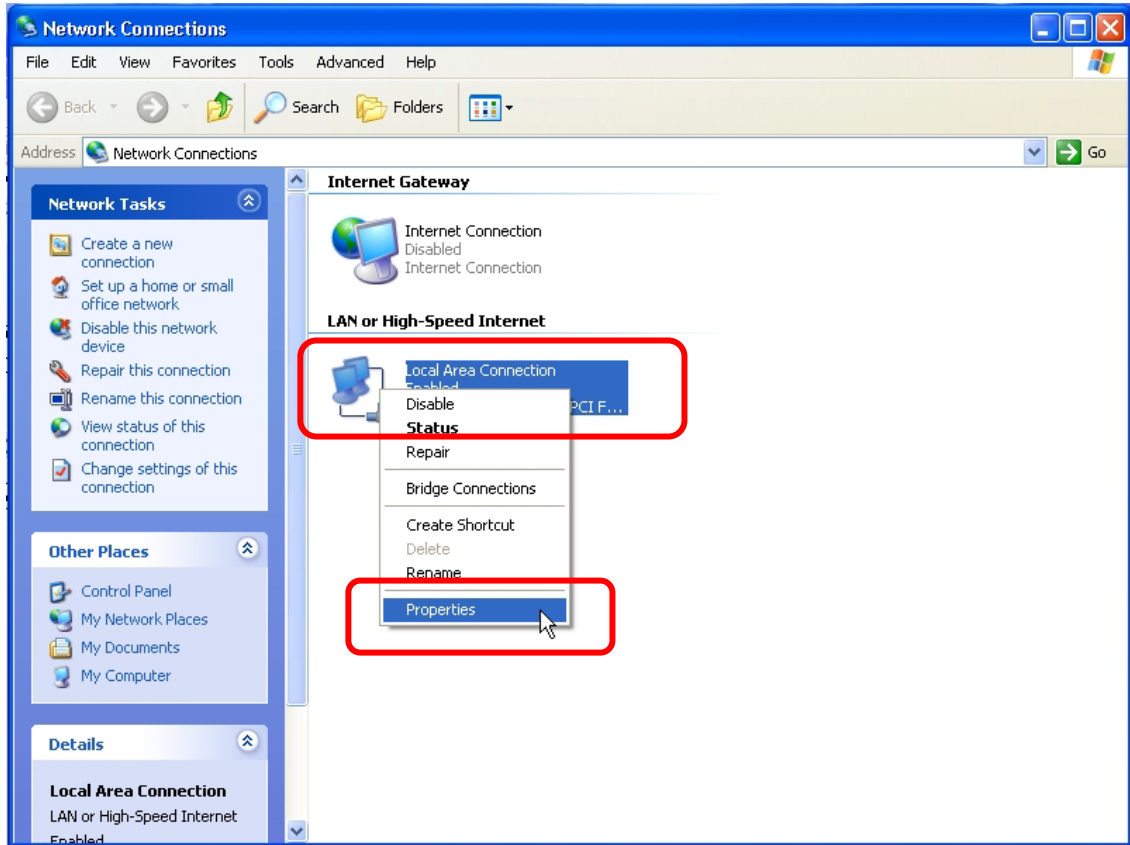 Network Connections
File Edit View Favorites Tools Advanced Help
Back Search Folders
Address Network Connections Go
Network Tasks
Create a new
connection
Set up a home or small
office network
Disable this network
device
Repair this connection
Rename this connection
View status of this
connection
Change settings of this
connection
Other Places
Control Panel
My Network Places
My Documents
My Computer
Details
Local Area Connection
LAN or High-Speed Internet
Enabled
Internet Gateway
Internet Connection
Disabled
Internet Connection
LAN or High-Speed Internet
Local Area Connection
Enabled
PCI F...
Disable
Status
Repair
Bridge Connections
Create Shortcut
Delete
Rename
Properties